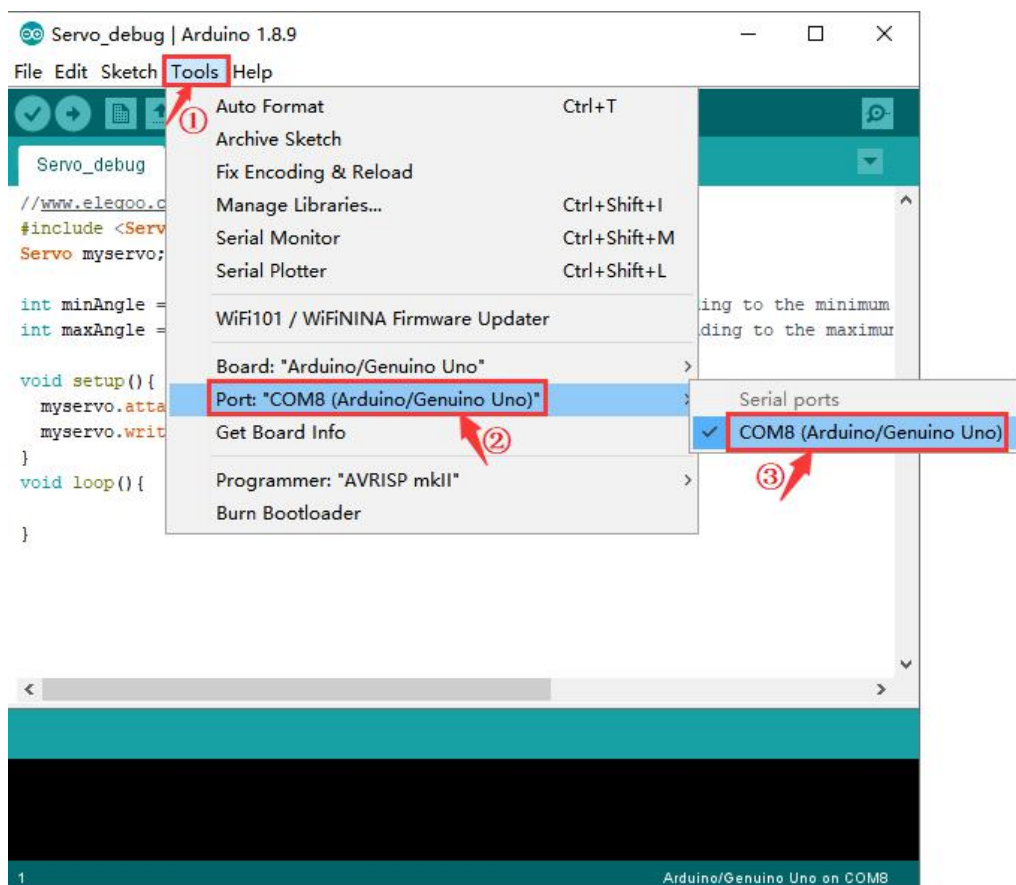 Servo_debug | Arduino 1.8.9
File Edit Sketch Tools Help
①
Servo_debug
Auto Format Ctrl+T
Archive Sketch
Fix Encoding & Reload
Manage Libraries... Ctrl+Shift+I
Serial Monitor Ctrl+Shift+M
Serial Plotter Ctrl+Shift+L
WiFi101 / WiFiNINA Firmware Updater
Board: "Arduino/Genuino Uno"
Port: "COM8 (Arduino/Genuino Uno)"
②
Get Board Info
Programmer: "AVRISP mkII"
Burn Bootloader
Serial ports
COM8 (Arduino/Genuino Uno)
③
//www.elegoo.c
#include <Serv
Servo myservo;
int minAngle = ing to the minimum
int maxAngle = ding to the maximum
void setup(){
myservo.atta
myservo.writ
}
void loop(){
}
1 Arduino/Genuino Uno on COM8